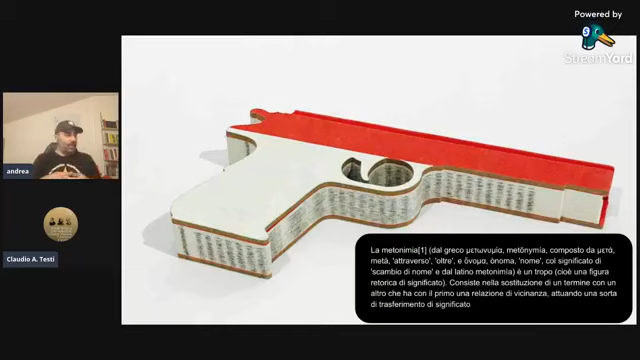 Powered by
StreamYard
andrea
Claudio A. Testi
La metonimia[1] (dal greco μετωνυμία, metōnymía, composto da μετά,
metà, 'attraverso', 'oltre', e ὄνομα, ònoma, 'nome', col significato di
'scambio di nome' e dal latino metonimia) è un tropo (cioè una figura
retorica di significato). Consiste nella sostituzione di un termine con un
altro che ha con il primo una relazione di vicinanza, attuando una sorta
di trasferimento di significato